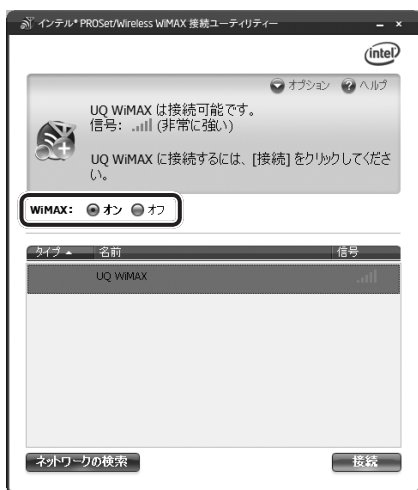 インテル® PROSet/Wireless WiMAX 接続ユーティリティー
intel
オプション ヘルプ
UQ WiMAX は接続可能です。
信号: (非常に強い)
UQ WiMAX に接続するには、[接続] をクリックしてくださ
い。
WiMAX: オン オフ
タイプ 名前 信号
UQ WiMAX
ネットワークの検索 接続